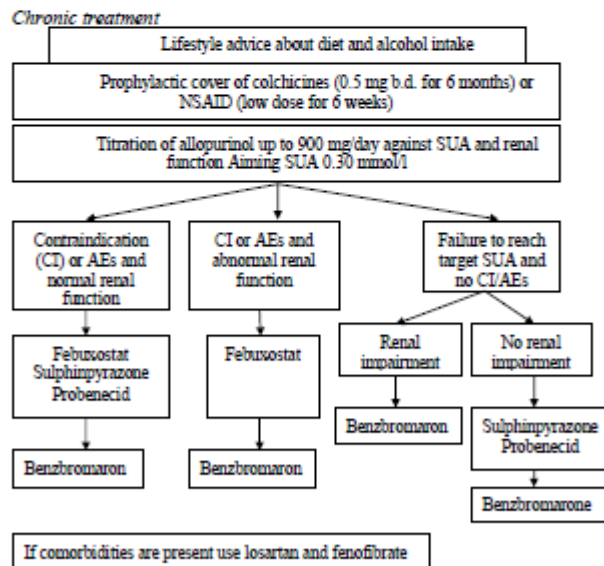 Chronic treatment
Lifestyle advice about diet and alcohol intake
Prophylactic cover of colchicines (0.5 mg b.d. for 6 months) or
NSAID (low dose for 6 weeks)
Titration of allopurinol up to 900 mg/day against SUA and renal
function Aiming SUA 0.30 mmol/l
Contraindication
(CI) or AEs and
normal renal
function
CI or AEs and
abnormal renal
function
Failure to reach
target SUA and
no CI/AEs
Febuxostat
Sulphinpyrazone
Probenecid
Febuxostat
Renal
impairment
No renal
impairment
Benzbromaron
Benzbromaron
Benzbromaron
Sulphinpyrazone
Probenecid
Benzbromarone
If comorbidities are present use losartan and fenofibrate